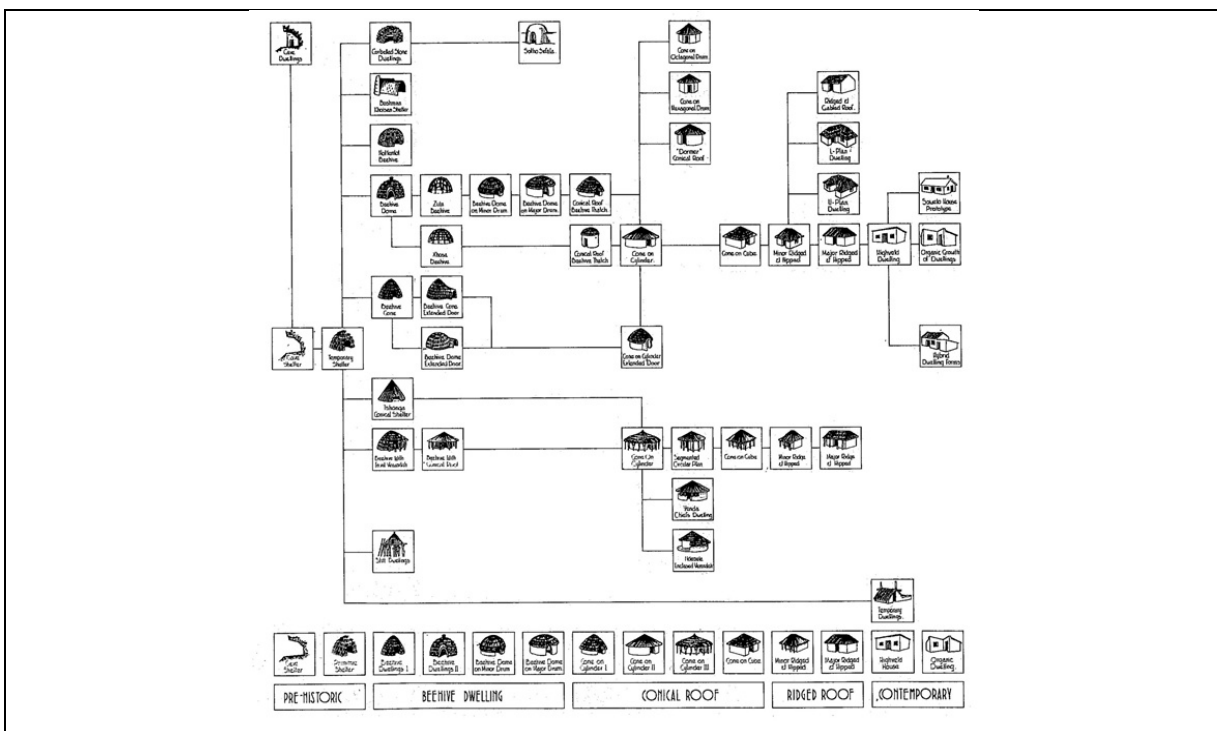 Cave
Dwellings
Corbelled Stone
Dwellings
Sotho Sefala
Cone on
Octagonal Drum
Bushman
Cone on
Hexagonal Drum
Ridged &
Gabled Roof.
Beehive
"Dormer"
Conical Roof
L-Plan
Dwelling
Beehive
Dome
Zulu
Beehive
Beehive Dome
on Minor Drum
Beehive Dome
on Major Drum
Conical Roof
Beehive Thatch
U-Plan
Dwelling
Soweto House
Prototype
Xhosa
Beehive
Conical Roof
Beehive Thatch
Cone on
Cylinder.
Cone on Cube
Minor Ridged
& Hipped
Major Ridged
& Hipped
Highveld
Dwelling
Organic Growth
of Dwellings
Beehive
Cone
Beehive Cone
Extended Door
Cave
Shelter
Temporary
Shelter
Beehive Dome
Extended Door
Cone on Cylinder
Extended Door
Hybrid
Dwelling Forms
Conical Shelter
Beehive With
Beehive With
Conical Roof
Cone On
Cylinder
Segmented
Circular Plan
Cone on Cube
Minor Ridge
& Hipped
Major Ridge
& Hipped
Venda
Chiefs Dwelling
Ndebele
Enclosed Verandah
Stilt Dwellings
Temporary
Dwellings.
Cave
Shelter
Primitive
Shelter
Beehive
Dwellings I
Beehive
Dwellings II
Beehive Dome
on Minor Drum
Beehive Dome
on Major Drum
Cone on
Cylinder I
Cone on
Cylinder II
Cone on
Cylinder III
Cone on Cube
Minor Ridged
& Hipped
Major Ridged
& Hipped
Highveld
House
Organic
Dwelling
PRE-HISTORIC
BEEHIVE DWELLING
CONICAL ROOF
RIDGED ROOF
CONTEMPORARY